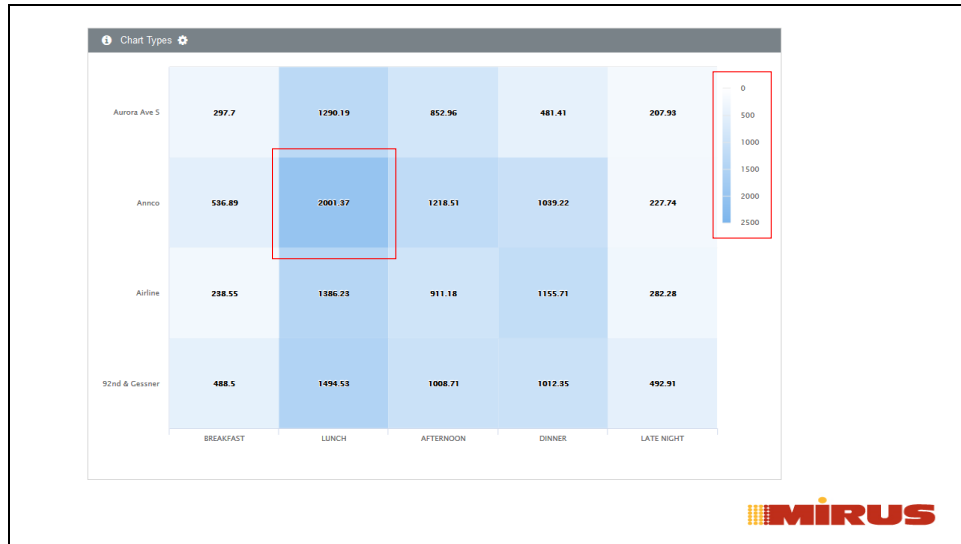 Chart Types
Aurora Ave 5 297.7 1290.19 852.96 481.41 207.93
Annco 536.89 2001.37 1218.51 1039.22 227.74
Airline 238.55 1386.23 911.18 1155.71 282.28
92nd & Gessner 488.5 1494.53 1008.71 1012.35 492.91
BREAKFAST LUNCH AFTERNOON DINNER LATE NIGHT
0
500
1000
1500
2000
2500
MIRUS